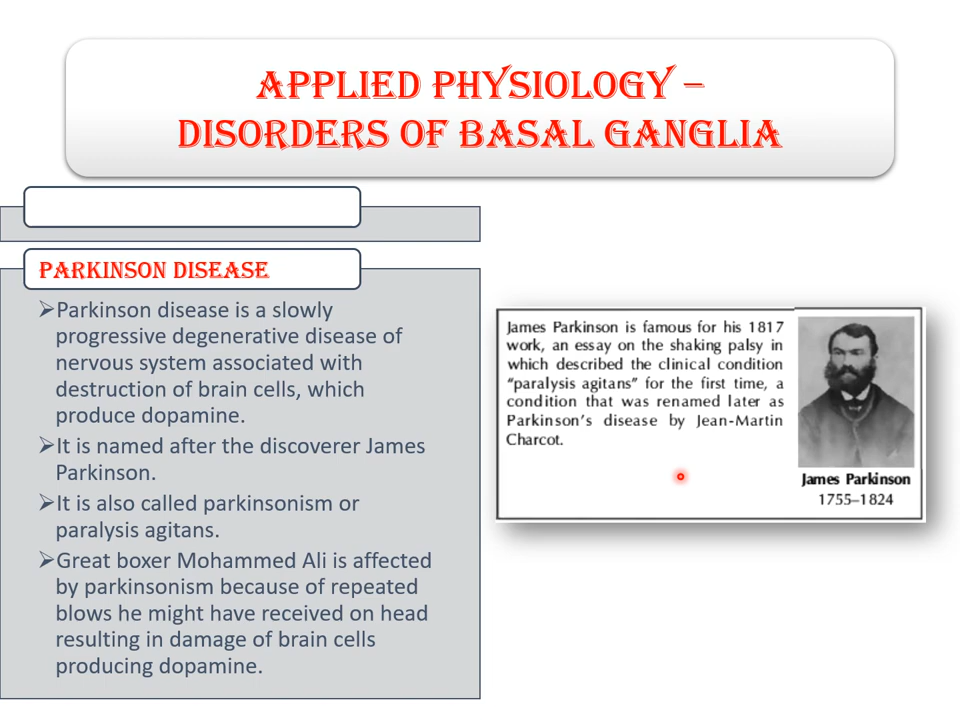 APPLIED PHYSIOLOGY –
DISORDERS OF BASAL GANGLIA
PARKINSON DISEASE
➢Parkinson disease is a slowly
progressive degenerative disease of
nervous system associated with
destruction of brain cells, which
produce dopamine.
➢It is named after the discoverer James
Parkinson.
➢It is also called parkinsonism or
paralysis agitans.
➢Great boxer Mohammed Ali is affected
by parkinsonism because of repeated
blows he might have received on head
resulting in damage of brain cells
producing dopamine.
James Parkinson is famous for his 1817
work, an essay on the shaking palsy in
which described the clinical condition
“paralysis agitans” for the first time, a
condition that was renamed later as
Parkinson’s disease by Jean-Martin
Charcot.
James Parkinson
1755–1824